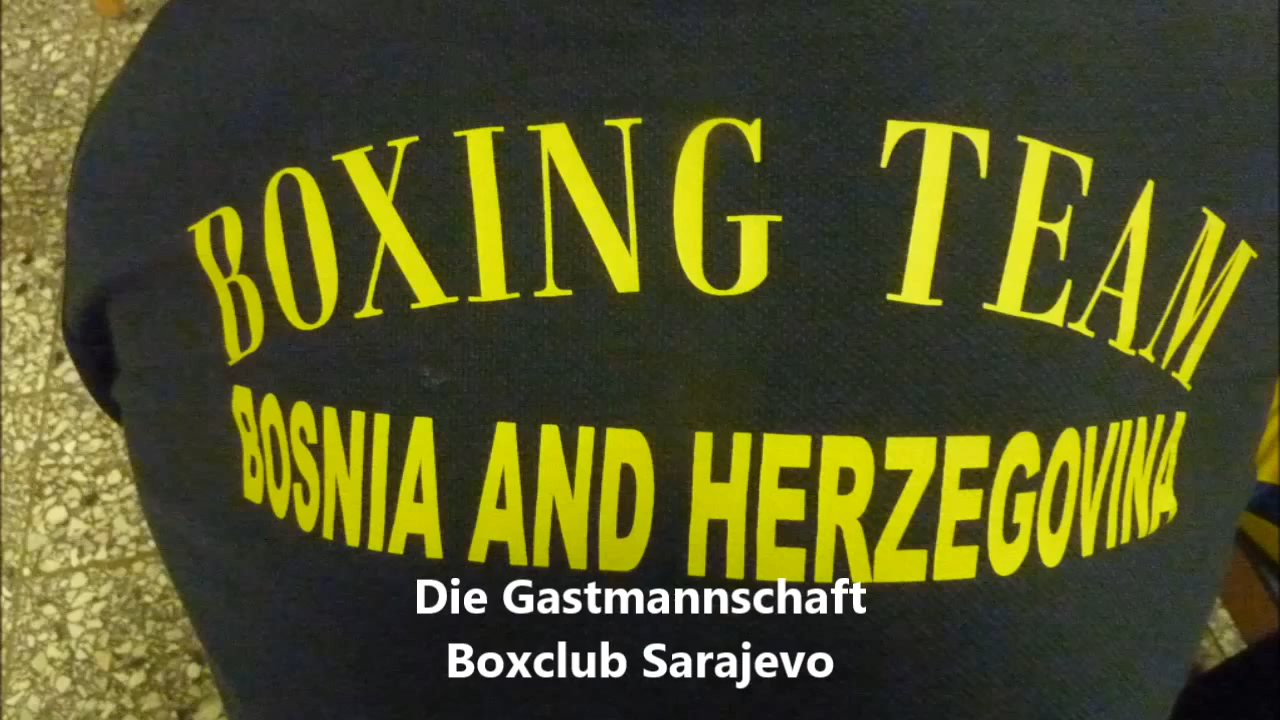 BOXING TEAM
BOSNIA AND HERZEGOVINA
Die Gastmannschaft
Boxclub Sarajevo